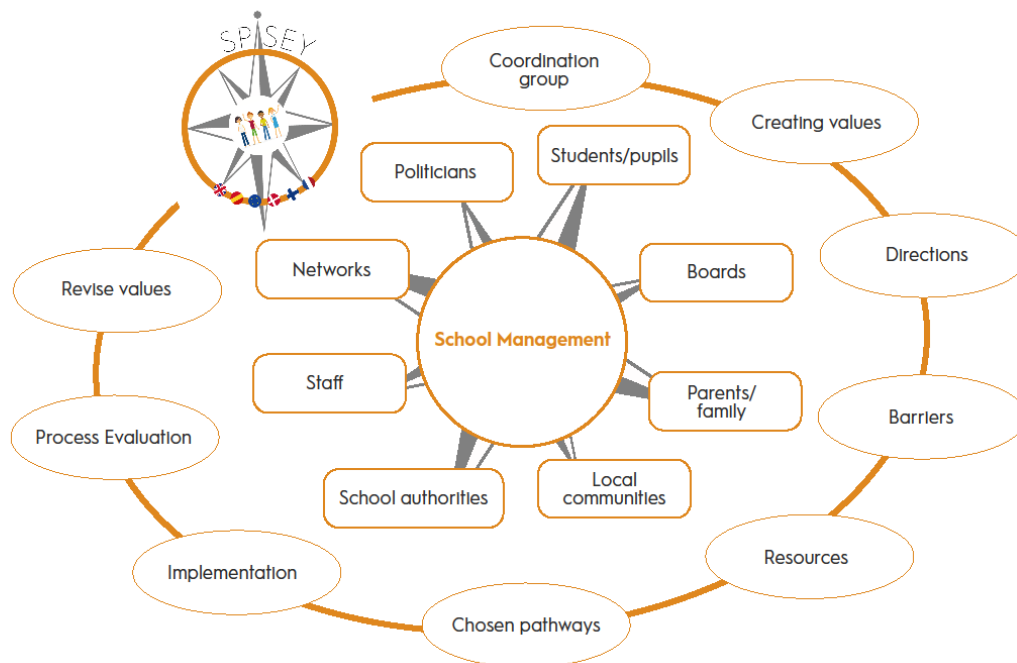 SPISEY
Coordination
group
Creating values
Directions
Barriers
Resources
Chosen pathways
Implementation
Process Evaluation
Revise values
Politicians
Students/pupils
Networks
Boards
School Management
Staff
Parents/
family
School authorities
Local
communities